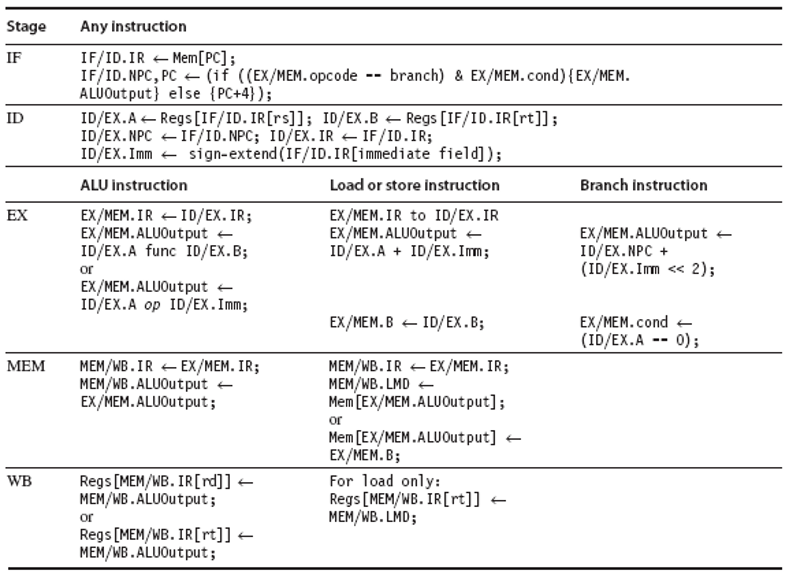 Stage Any instruction
IF IF/ID.IR ← Mem[PC];
IF/ID.NPC,PC ← (if ((EX/MEM.opcode == branch) & EX/MEM.cond){EX/MEM.
ALUOutput} else {PC+4});
ID ID/EX.A ← Regs[IF/ID.IR[rs]]; ID/EX.B ← Regs[IF/ID.IR[rt]];
ID/EX.NPC ← IF/ID.NPC; ID/EX.IR ← IF/ID.IR;
ID/EX.Imm ← sign-extend(IF/ID.IR[immediate field]);
ALU instruction Load or store instruction Branch instruction
EX EX/MEM.IR ← ID/EX.IR; EX/MEM.IR to ID/EX.IR
EX/MEM.ALUOutput ← EX/MEM.ALUOutput ← EX/MEM.ALUOutput ←
ID/EX.A func ID/EX.B; ID/EX.A + ID/EX.Imm; ID/EX.NPC +
or (ID/EX.Imm << 2);
EX/MEM.ALUOutput ←
ID/EX.A op ID/EX.Imm;
EX/MEM.B ← ID/EX.B; EX/MEM.cond ←
(ID/EX.A == 0);
MEM MEM/WB.IR ← EX/MEM.IR; MEM/WB.IR ← EX/MEM.IR;
MEM/WB.ALUOutput ← MEM/WB.LMD ←
EX/MEM.ALUOutput; Mem[EX/MEM.ALUOutput];
or
Mem[EX/MEM.ALUOutput] ←
EX/MEM.B;
WB Regs[MEM/WB.IR[rd]] ← For load only:
MEM/WB.ALUOutput; Regs[MEM/WB.IR[rt]] ←
or MEM/WB.LMD;
Regs[MEM/WB.IR[rt]] ←
MEM/WB.ALUOutput;